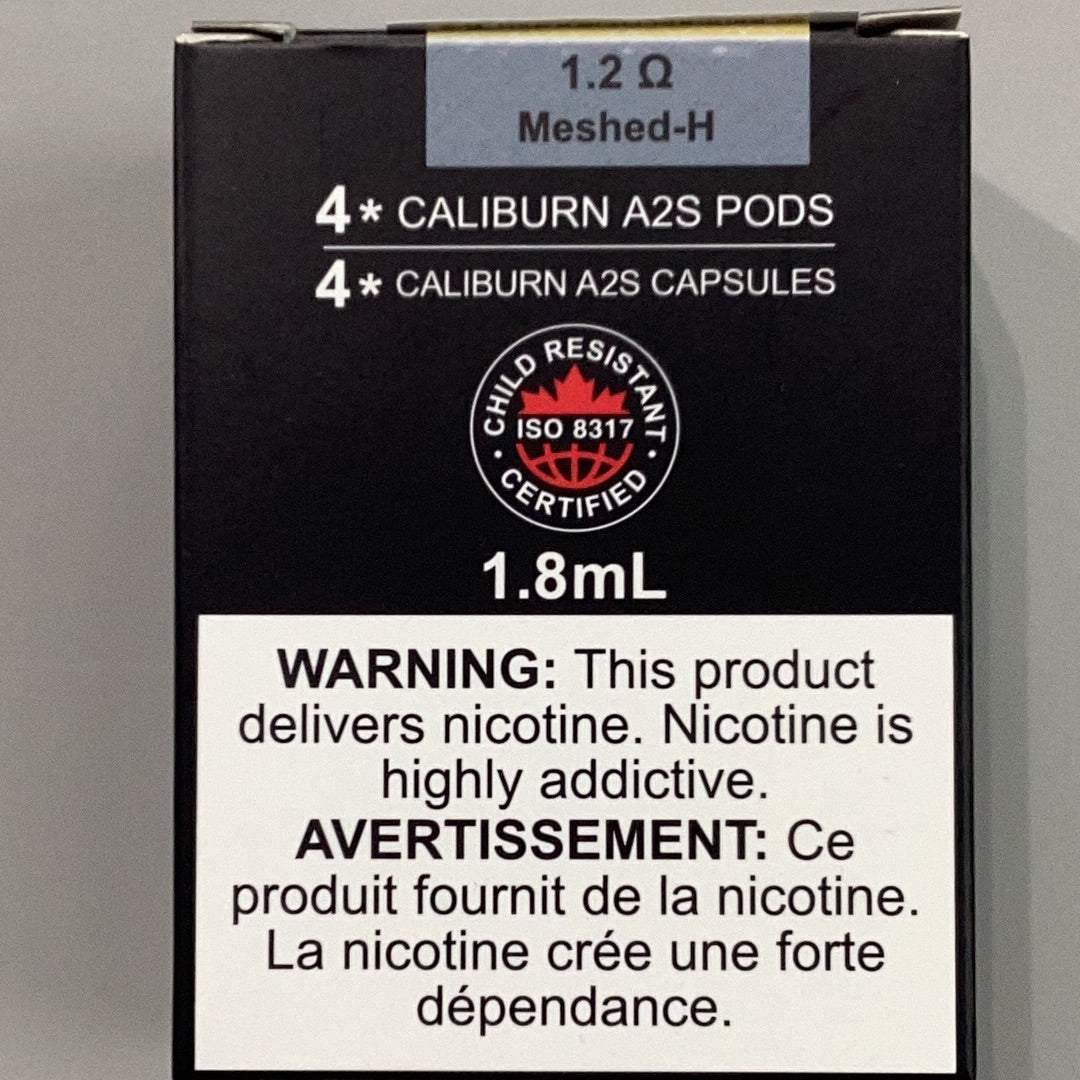 1.2 Ω
Meshed-H
4* CALIBURN A2S PODS
4* CALIBURN A2S CAPSULES
CHILD RESISTANT
ISO 8317
• CERTIFIED •
1.8mL
WARNING: This product
delivers nicotine. Nicotine is
highly addictive.
AVERTISSEMENT: Ce
produit fournit de la nicotine.
La nicotine crée une forte
dépendance.